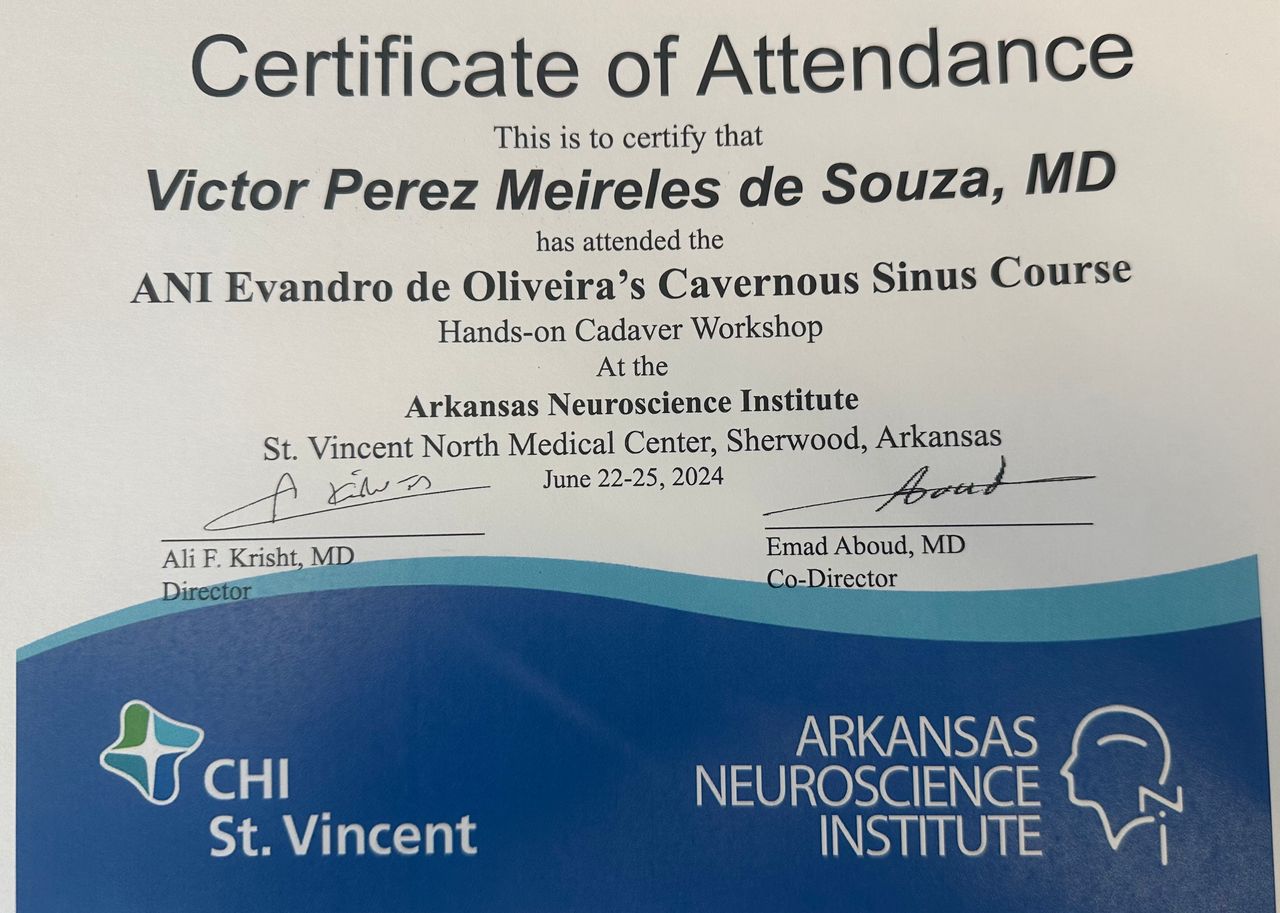 Certificate of Attendance
This is to certify that
Victor Perez Meireles de Souza, MD
has attended the
ANI Evandro de Oliveira's Cavernous Sinus Course
Hands-on Cadaver Workshop
At the
Arkansas Neuroscience Institute
St. Vincent North Medical Center, Sherwood, Arkansas
June 22-25, 2024
Aboud
Ali F. Krisht, MD
Director
Emad Aboud, MD
Co-Director
CHI
St. Vincent
ARKANSAS
NEUROSCIENCE
INSTITUTE